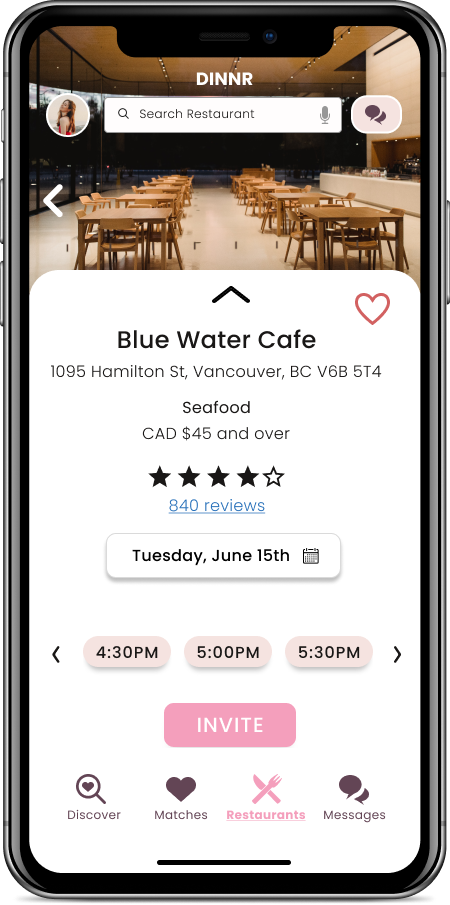 DINNR
Search Restaurant
Blue Water Cafe
1095 Hamilton St, Vancouver, BC V6B 5T4
Seafood
CAD $45 and over
840 reviews
Tuesday, June 15th
4:30PM 5:00PM 5:30PM
INVITE
Discover Matches Restaurants Messages